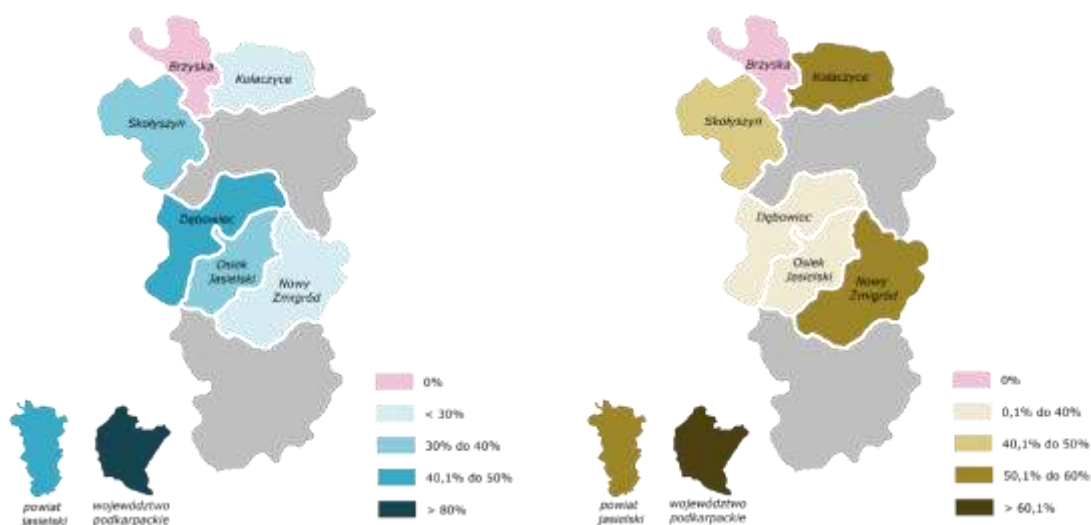 Brzyska
Kołaczyce
Skołyszyn
Dębowiec
Osiek
Jasielski
Nowy
Żmigród
0%
< 30%
30% do 40%
40,1% do 50%
> 80%
powiat
jasielski
województwo
podkarpackie
Brzyska
Kołaczyce
Skołyszyn
Dębowiec
Osiek
Jasielski
Nowy
Żmigród
0%
0,1% do 40%
40,1% do 50%
50,1% do 60%
> 60,1%
powiat
jasielski
województwo
podkarpackie